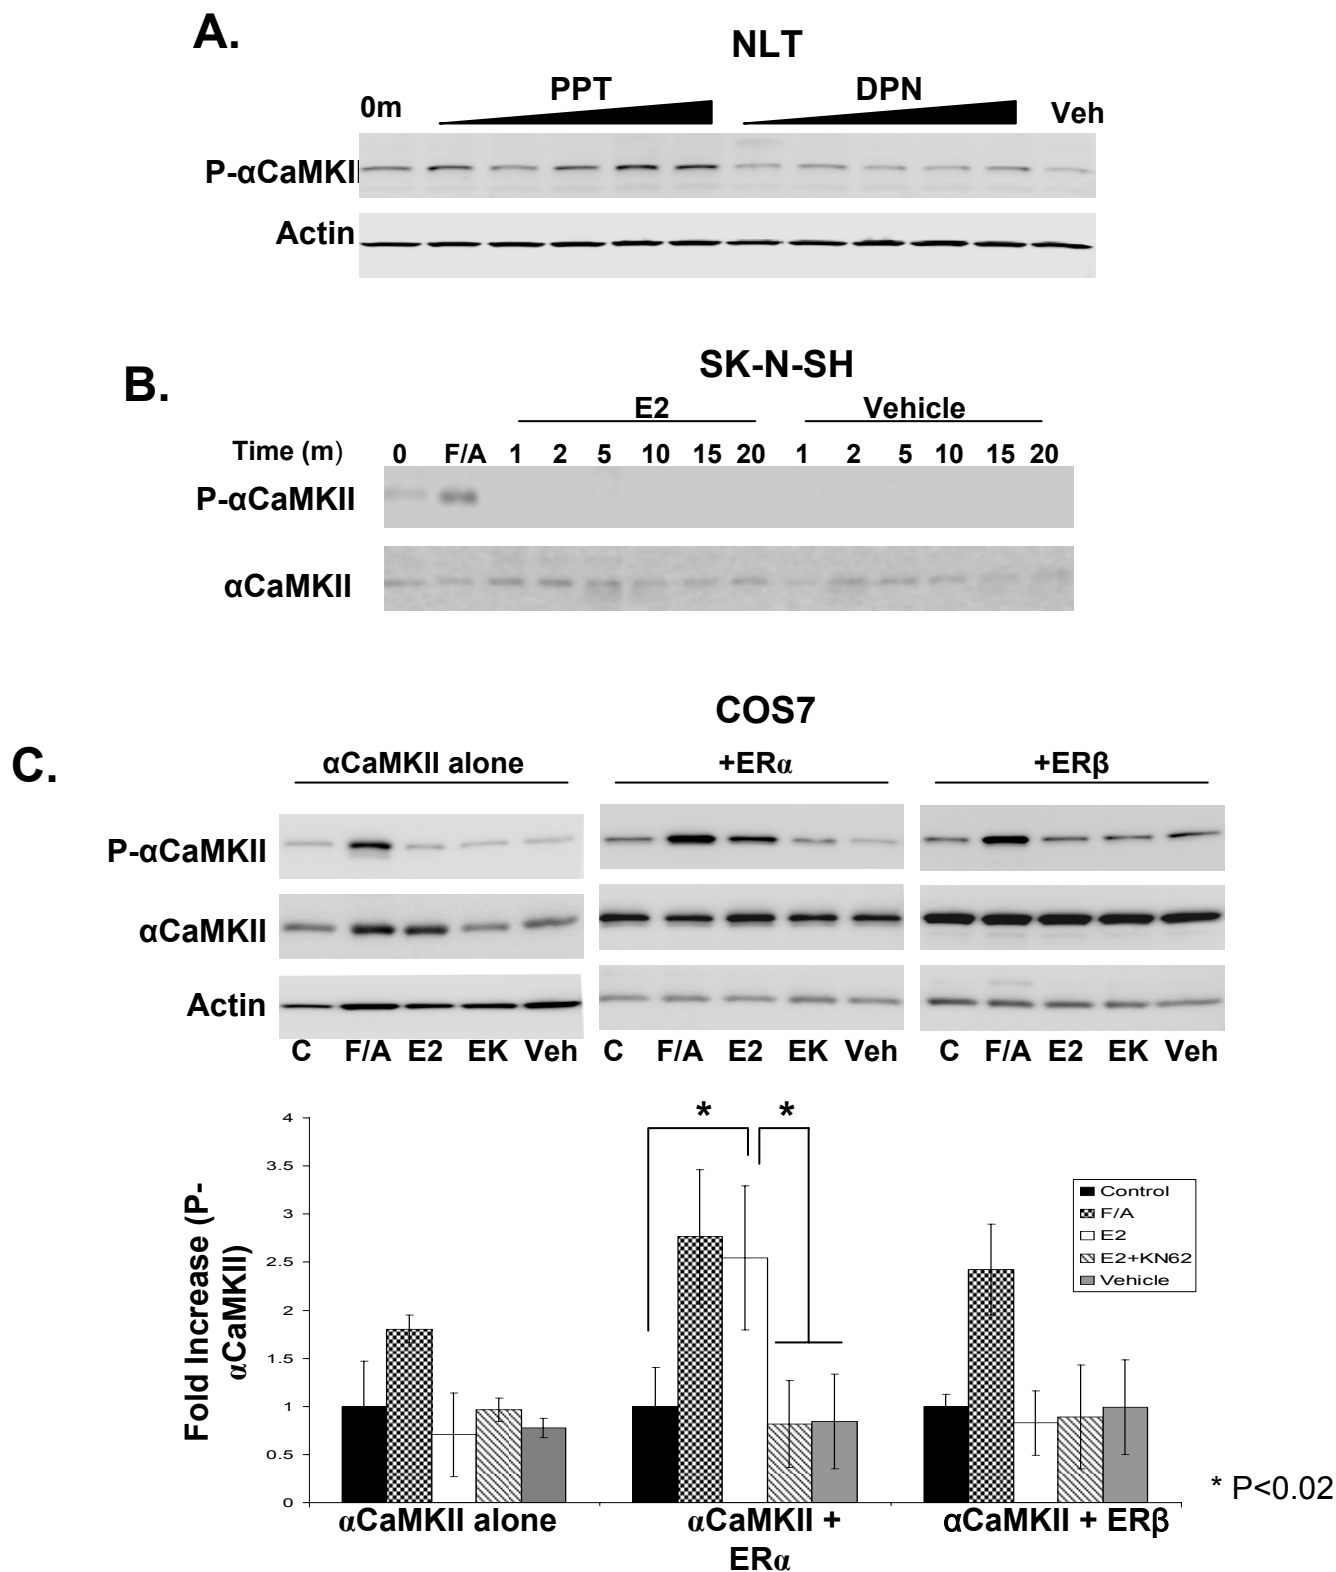 A.
NLT
PPT
DPN
0m
Veh
P-αCaMKII
Actin
B.
SK-N-SH
E2
Vehicle
Time (m)
0 F/A 1 2 5 10 15 20 1 2 5 10 15 20
P-αCaMKII
αCaMKII
COS7
C.
αCaMKII alone
+ERα
+ERβ
P-αCaMKII
αCaMKII
Actin
C F/A E2 EK Veh C F/A E2 EK Veh C F/A E2 EK Veh
* *
4
3.5
3
2.5
2
1.5
1
0.5
0
Fold Increase (P-
αCaMKII)
Control
F/A
E2
E2+KN62
Vehicle
* P<0.02
αCaMKII alone
αCaMKII +
ERα
αCaMKII + ERβ